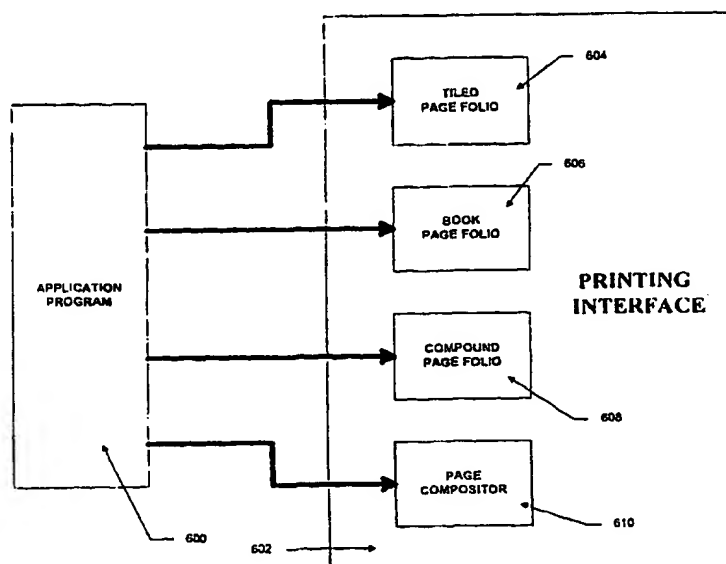 604
TILED
PAGE FOLIO
606
BOOK
PAGE FOLIO
PRINTING
INTERFACE
APPLICATION
PROGRAM
COMPOUND
PAGE FOLIO
608
PAGE
COMPOSITOR
600
602
610